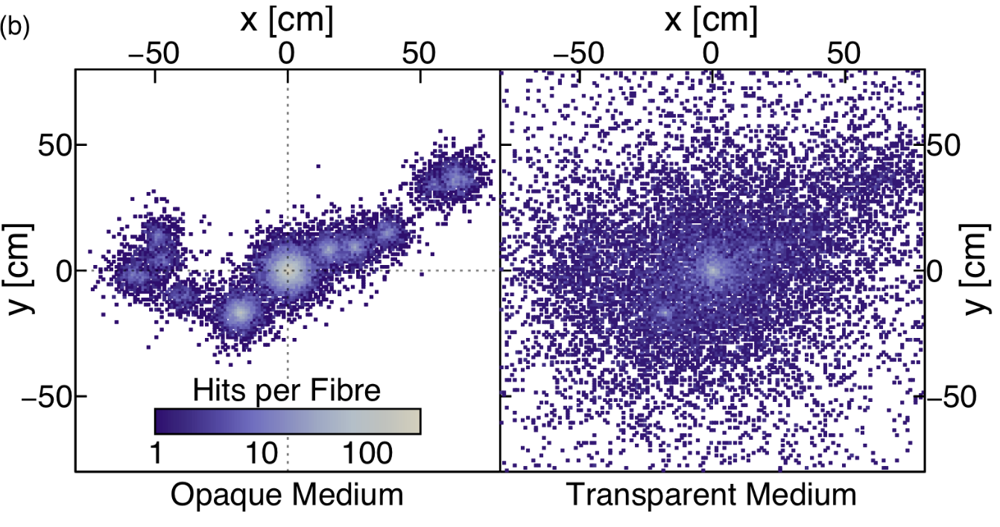 (b)
x [cm] x [cm]
−50 0 50 −50 0 50
50 50
y [cm] 0 0 y [cm]
−50 −50
Hits per Fibre
1 10 100
Opaque Medium Transparent Medium